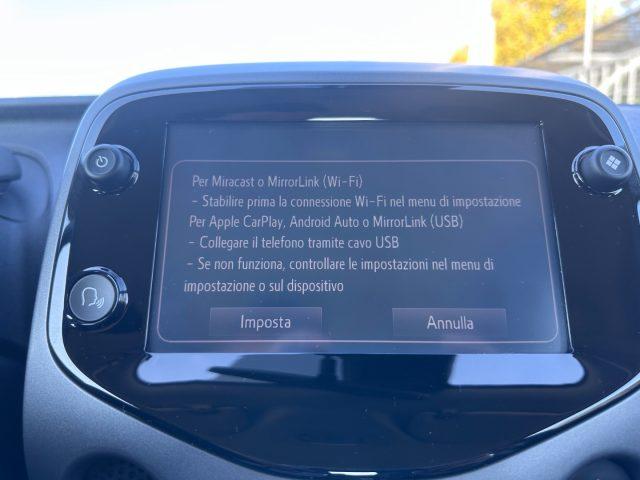 Per Miracast o MirrorLink (Wi-Fi)
- Stabilire prima la connessione Wi-Fi nel menu di impostazione
Per Apple CarPlay, Android Auto o MirrorLink (USB)
- Collegare il telefono tramite cavo USB
- Se non funziona, controllare le impostazioni nel menu di
impostazione o sul dispositivo
Imposta
Annulla